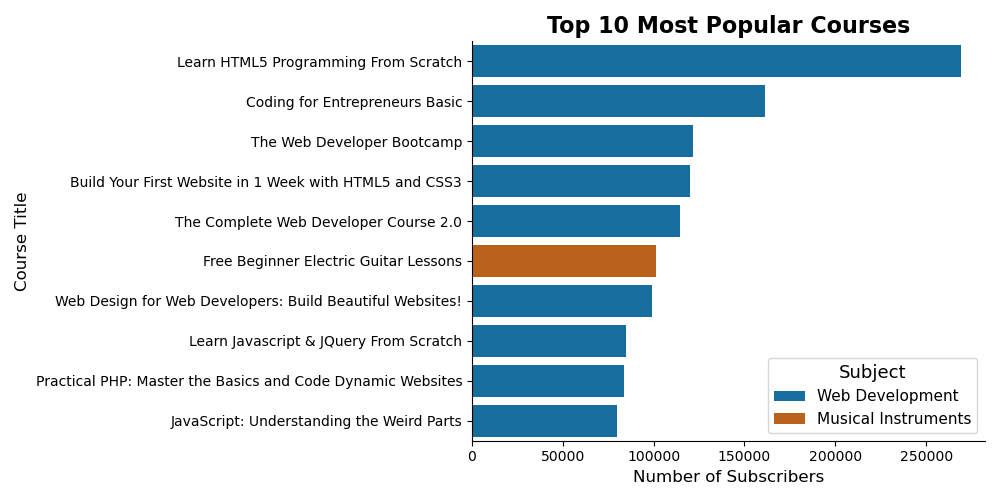 Top 10 Most Popular Courses
Course Title
Learn HTML5 Programming From Scratch
Coding for Entrepreneurs Basic
The Web Developer Bootcamp
Build Your First Website in 1 Week with HTML5 and CSS3
The Complete Web Developer Course 2.0
Free Beginner Electric Guitar Lessons
Web Design for Web Developers: Build Beautiful Websites!
Learn Javascript & JQuery From Scratch
Practical PHP: Master the Basics and Code Dynamic Websites
JavaScript: Understanding the Weird Parts
Subject
Web Development
Musical Instruments
0 50000 100000 150000 200000 250000
Number of Subscribers